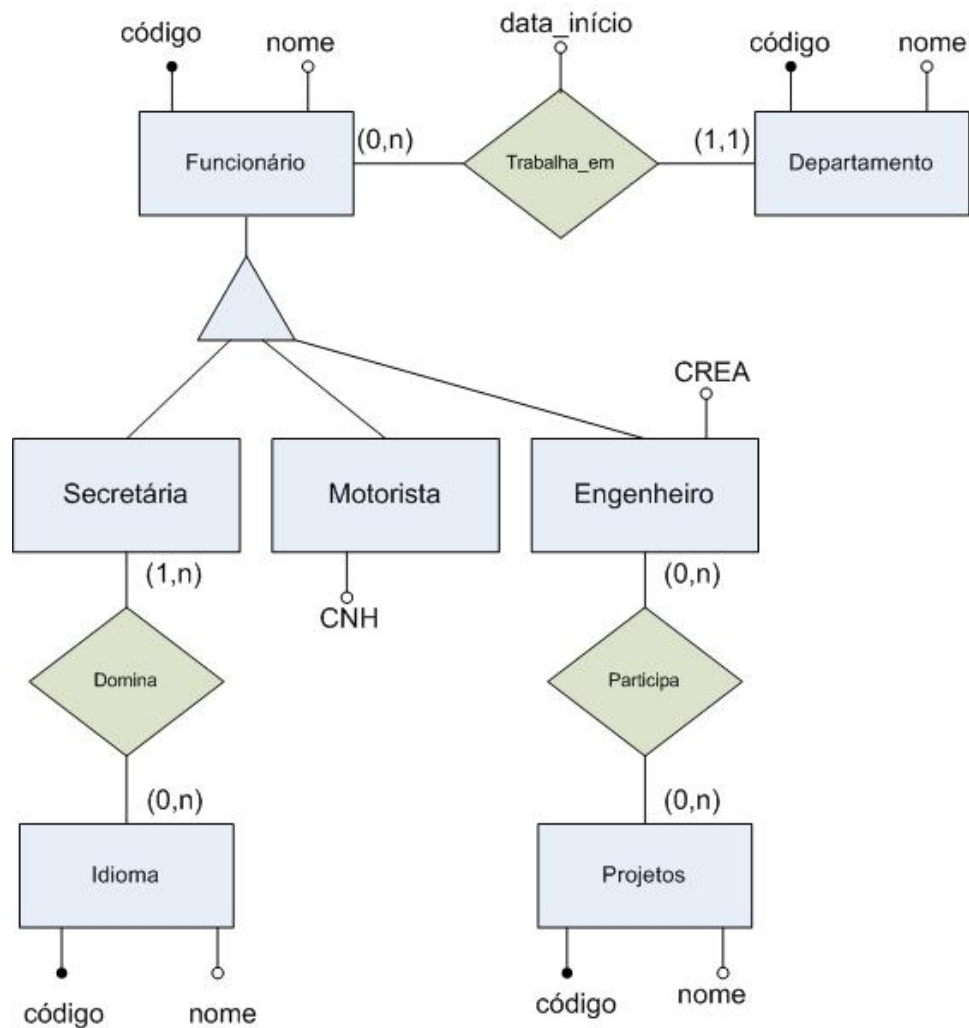 código
nome
data_início
código
nome
Funcionário
(0,n)
Trabalha_em
(1,1)
Departamento
CREA
Secretária
Motorista
Engenheiro
(1,n)
CNH
(0,n)
Domina
Participa
(0,n)
(0,n)
Idioma
Projetos
código
nome
código
nome